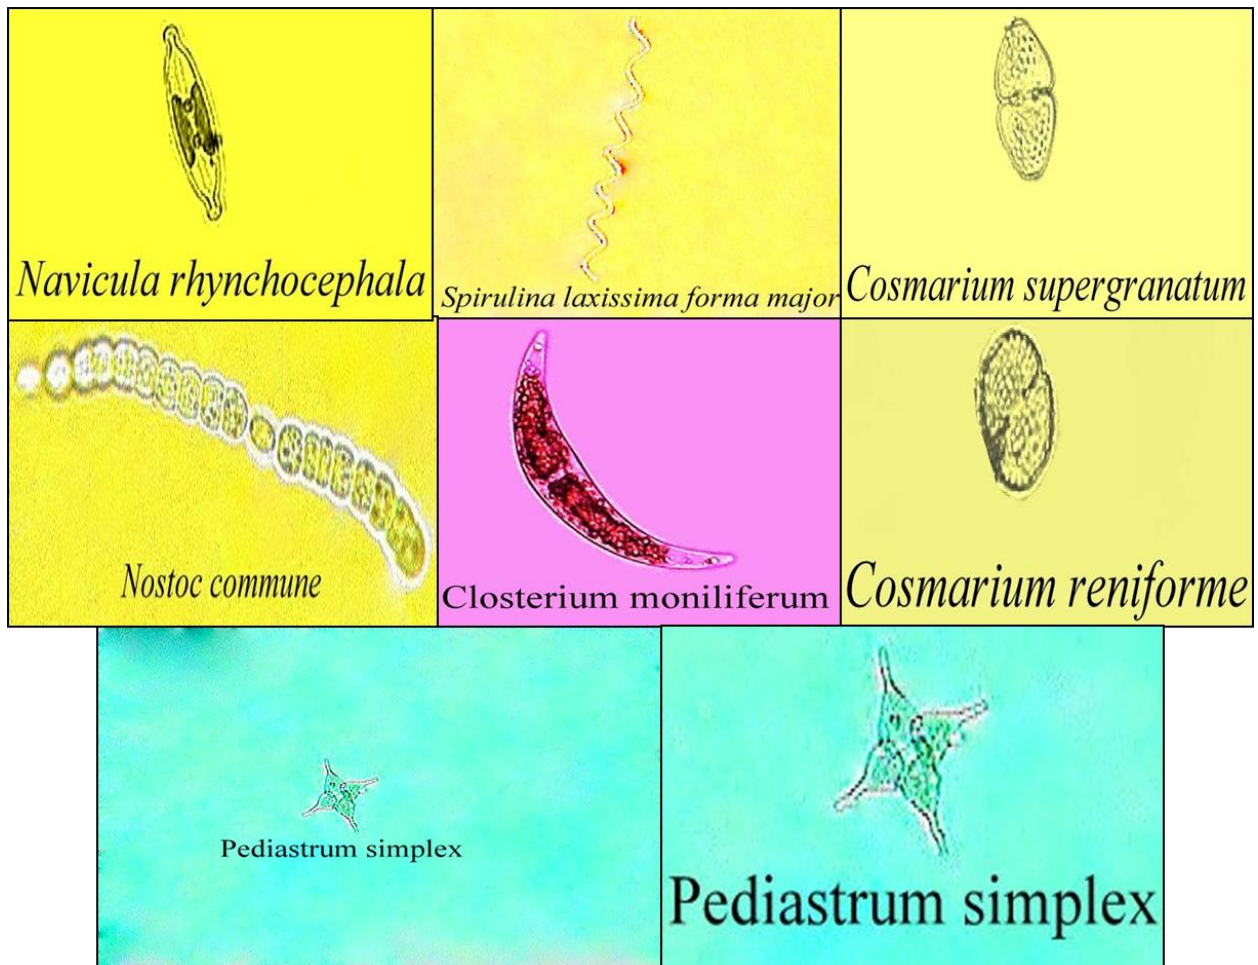 Navicula rhynchocephala
Spirulina laxissima forma major
Cosmarium supergranatum
Nostoc commune
Closterium moniliferum
Cosmarium reniforme
Pediastrum simplex
Pediastrum simplex